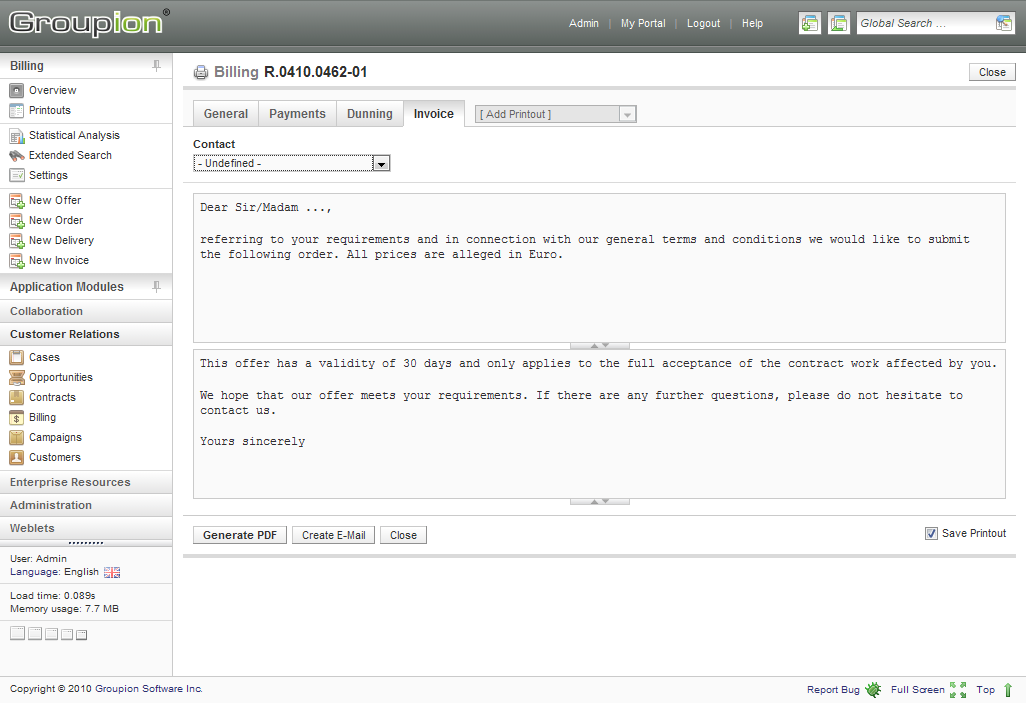 Groupion®
Admin | My Portal | Logout | Help
Global Search ...
Billing
Overview
Printouts
Statistical Analysis
Extended Search
Settings
New Offer
New Order
New Delivery
New Invoice
Application Modules
Collaboration
Customer Relations
Cases
Opportunities
Contracts
Billing
Campaigns
Customers
Enterprise Resources
Administration
Weblets
User: Admin
Language: English
Load time: 0.089s
Memory usage: 7.7 MB
Billing R.0410.0462-01
Close
General Payments Dunning Invoice [ Add Printout ]
Contact
- Undefined -
Dear Sir/Madam ...,
referring to your requirements and in connection with our general terms and conditions we would like to submit
the following order. All prices are alleged in Euro.
This offer has a validity of 30 days and only applies to the full acceptance of the contract work affected by you.
We hope that our offer meets your requirements. If there are any further questions, please do not hesitate to
contact us.
Yours sincerely
Generate PDF Create E-Mail Close
Save Printout
Copyright © 2010 Groupion Software Inc.
Report Bug Full Screen Top